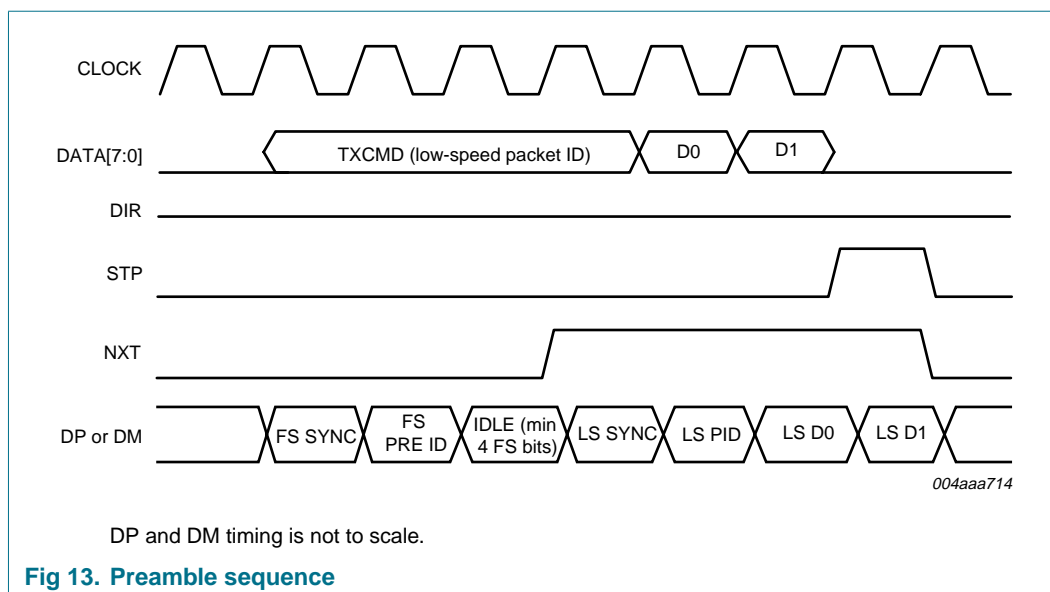 CLOCK
DATA[7:0]
TXCMD (low-speed packet ID)
D0
D1
DIR
STP
NXT
DP or DM
FS SYNC
FS
PRE ID
IDLE (min
4 FS bits)
LS SYNC
LS PID
LS D0
LS D1
004aaa714
DP and DM timing is not to scale.
Fig 13. Preamble sequence